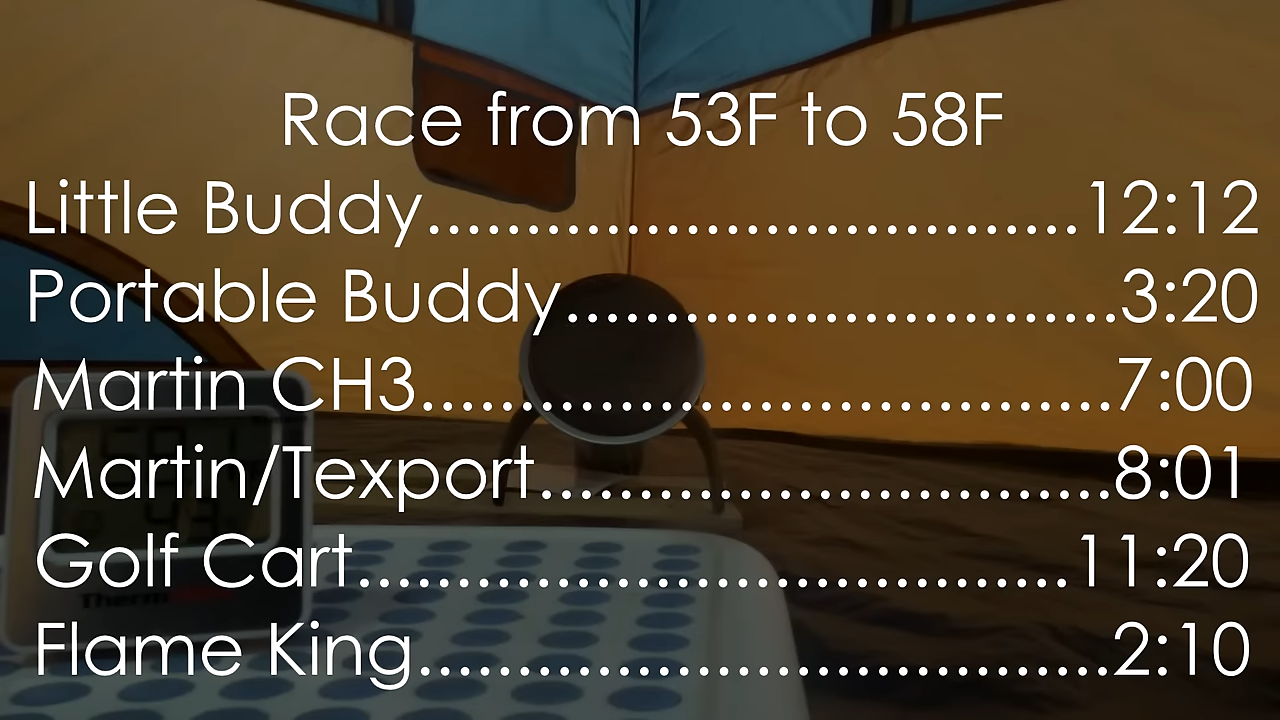 Race from 53F to 58F
Little Buddy.................................12:12
Portable Buddy............................3:20
Martin CH3...................................7:00
Martin/Texport.............................8:01
Golf Cart....................................11:20
Flame King...................................2:10
Therm